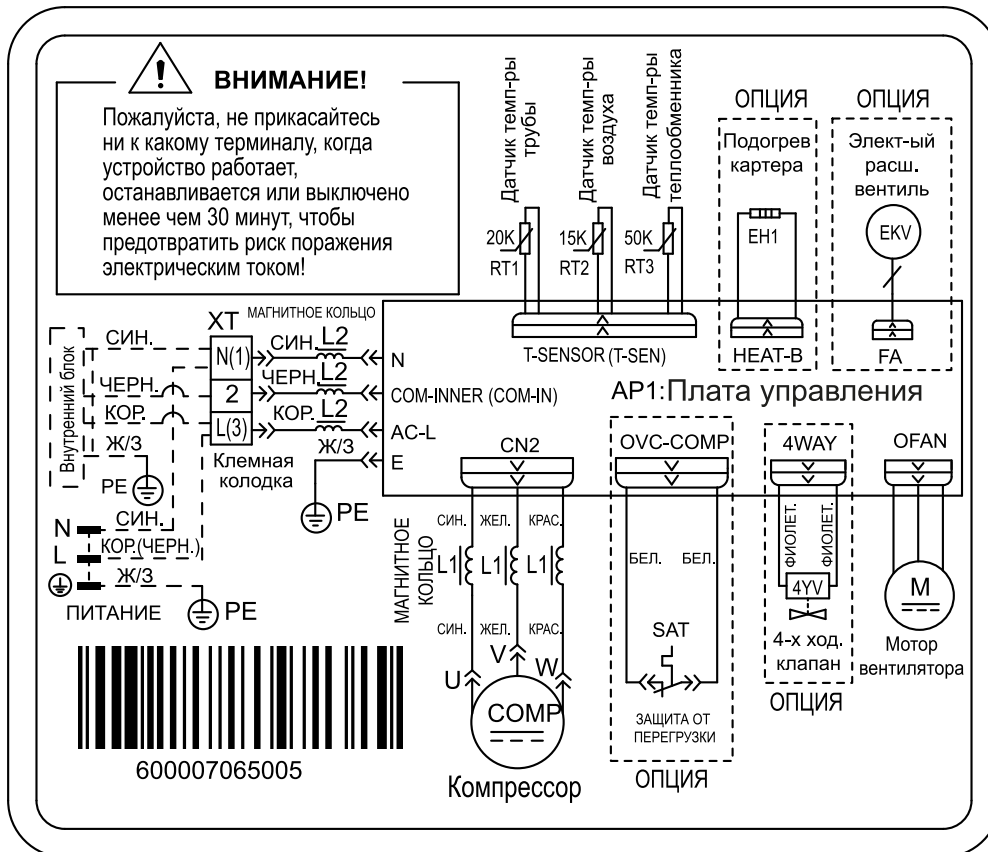 ВНИМАНИЕ!
Пожалуйста, не прикасайтесь
ни к какому терминалу, когда
устройство работает,
останавливается или выключено
менее чем 30 минут, чтобы
предотвратить риск поражения
электрическим током!
Датчик темп-ры
трубы
Датчик темп-ры
воздуха
Датчик темп-ры
теплообменника
20K
RT1
15K
RT2
50K
RT3
T-SENSOR (T-SEN)
ОПЦИЯ
Подогрев
картера
EH1
HEAT-B
ОПЦИЯ
Элект-ый
расш.
вентиль
EKV
FA
XT
МАГНИТНОЕ КОЛЬЦО
Внутренний блок
СИН.
N(1)
СИН.
L2
N
ЧЕРН.
2
ЧЕРН.
L2
COM-INNER (COM-IN)
AP1:Плата управления
КОР.
L(3)
КОР.
L2
AC-L
Ж/З
Клемная
колодка
Ж/З
E
PE
PE
N
СИН.
L
КОР.(ЧЕРН.)
Ж/З
ПИТАНИЕ
PE
CN2
МАГНИТНОЕ
КОЛЬЦО
СИН.
ЖЕЛ.
КРАС.
L1
L1
L1
СИН.
ЖЕЛ.
КРАС.
U
V
W
COMP
Компрессор
OVC-COMP
БЕЛ.
БЕЛ.
SAT
ЗАЩИТА ОТ
ПЕРЕГРУЗКИ
ОПЦИЯ
4WAY
ФИОЛЕТ.
ФИОЛЕТ.
4YV
4-х ход.
клапан
ОПЦИЯ
OFAN
M
Мотор
вентилятора
600007065005